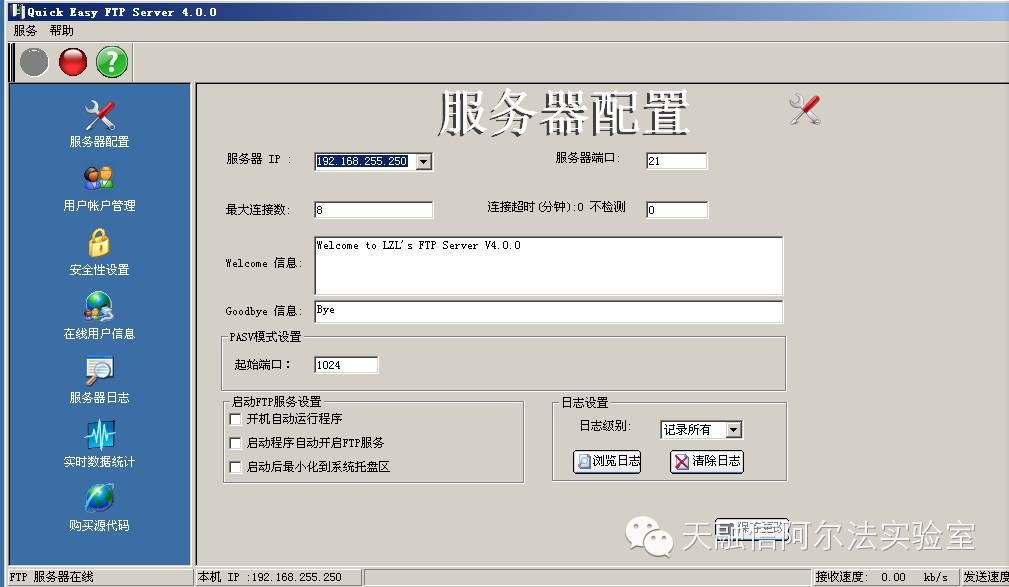 Quick Easy FTP Server 4.0.0
服务 帮助
服务器配置
用户帐户管理
安全性设置
在线用户信息
服务器日志
实时数据统计
购买源代码
服务器配置
服务器 IP : 192.168.255.250 服务器端口: 21
最大连接数: 8 连接超时(分钟):0 不检测 0
Welcome 信息: Welcome to LZL's FTP Server V4.0.0
Goodbye 信息: Bye
PASV模式设置
起始端口: 1024
启动FTP服务设置
开机自动运行程序
启动程序自动开启FTP服务
启动后最小化到系统托盘区
日志设置
日志级别: 记录所有
浏览日志 清除日志
保存更改
天融信阿尔法实验室
FTP 服务器在线 本机 IP :192.168.255.250 接收速度: 0.00 kb/s 发送速度